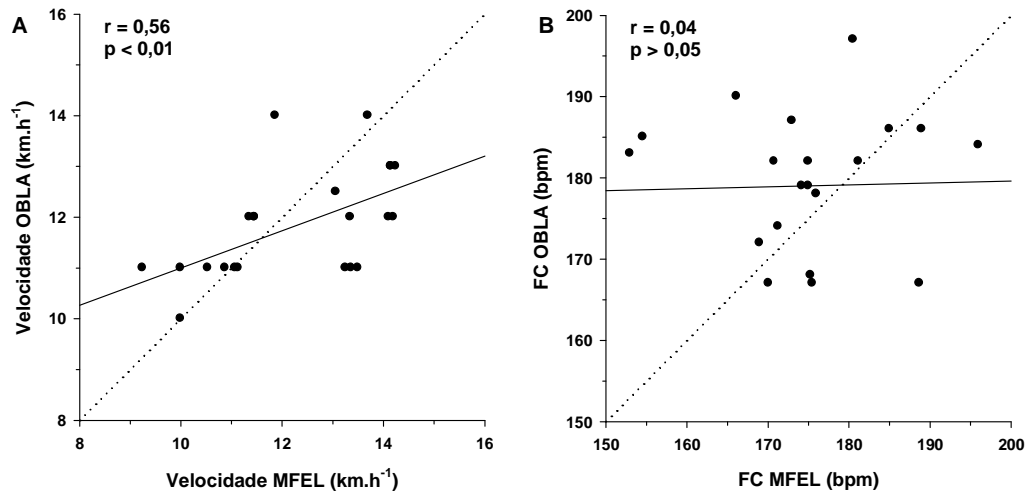 A
r = 0,56
p < 0,01
16
14
12
10
8
Velocidade OBLA (km.h⁻¹)
8 10 12 14 16
Velocidade MFEL (km.h⁻¹)
B
r = 0,04
p > 0,05
200
190
180
170
160
150
FC OBLA (bpm)
150 160 170 180 190 200
FC MFEL (bpm)